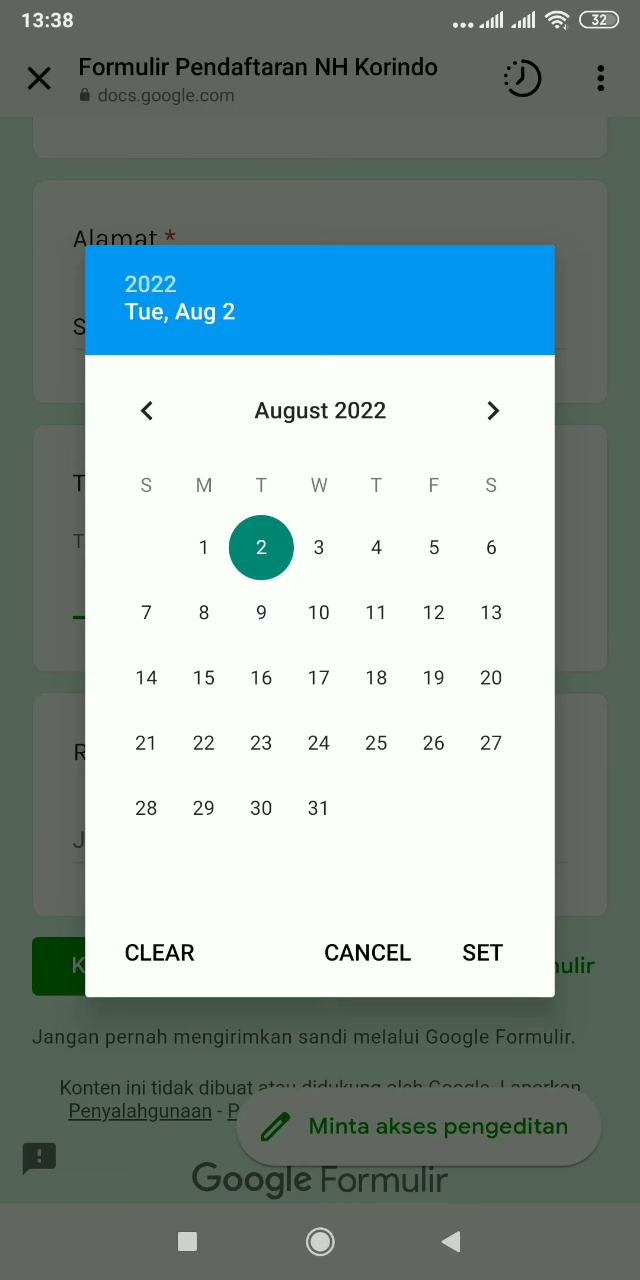 13:38
32
Formulir Pendaftaran NH Korindo
docs.google.com
Alamat *
2022
Tue, Aug 2
S
August 2022
S M T W T F S
1 2 3 4 5 6
7 8 9 10 11 12 13
14 15 16 17 18 19 20
21 22 23 24 25 26 27
28 29 30 31
T
T
R
J
CLEAR CANCEL SET
K
Jangan pernah mengirimkan sandi melalui Google Formulir.
Konten ini tidak dibuat atau didukung oleh Google. Laporkan
Penyalahgunaan - P
Minta akses pengeditan
Google Formulir